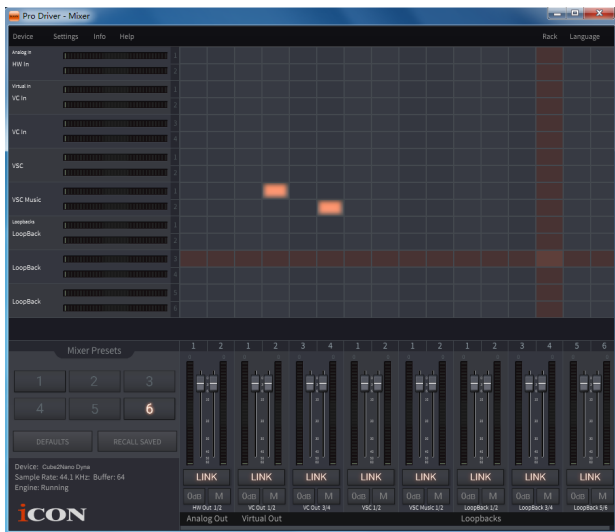 Pro Driver - Mixer
Device Settings Info Help Rack Language
Analog In
HW In
1
2
Virtual In
VC In
1
2
VC In
3
4
VSC
1
2
VSC Music
1
2
Loopbacks
LoopBack
1
2
LoopBack
3
4
LoopBack
5
6
Mixer Presets
1 2 3
4 5 6
DEFAULTS RECALL SAVED
Device: Cube2Nano Dyna
Sample Rate: 44.1 KHz: Buffer: 64
Engine: Running
iCON
1 2 1 2 3 4 1 2 1 2 1 2 3 4 5 6
LINK LINK LINK LINK LINK LINK LINK LINK
0dB M 0dB M 0dB M 0dB M 0dB M 0dB M 0dB M 0dB M
HW Out 1/2 VC Out 1/2 VC Out 3/4 VSC 1/2 VSC Music 1/2 LoopBack 1/2 LoopBack 3/4 LoopBack 5/6
Analog Out Virtual Out Loopbacks